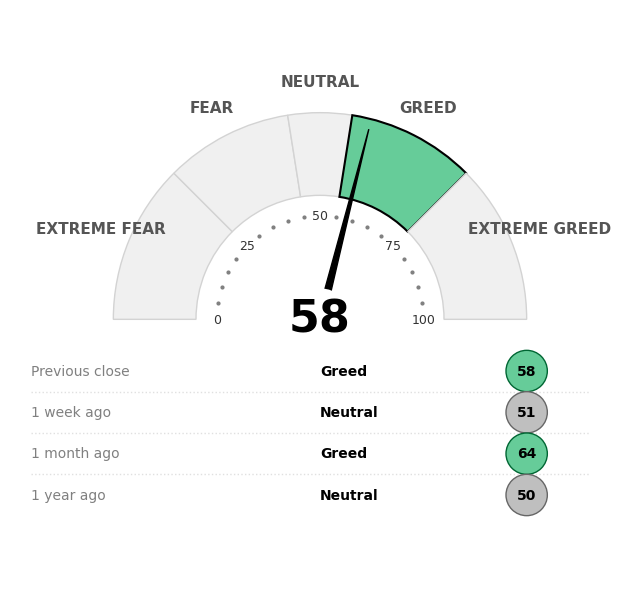 NEUTRAL
FEAR
GREED
EXTREME FEAR
EXTREME GREED
50
25
75
0
100
58
Previous close Greed 58
1 week ago Neutral 51
1 month ago Greed 64
1 year ago Neutral 50